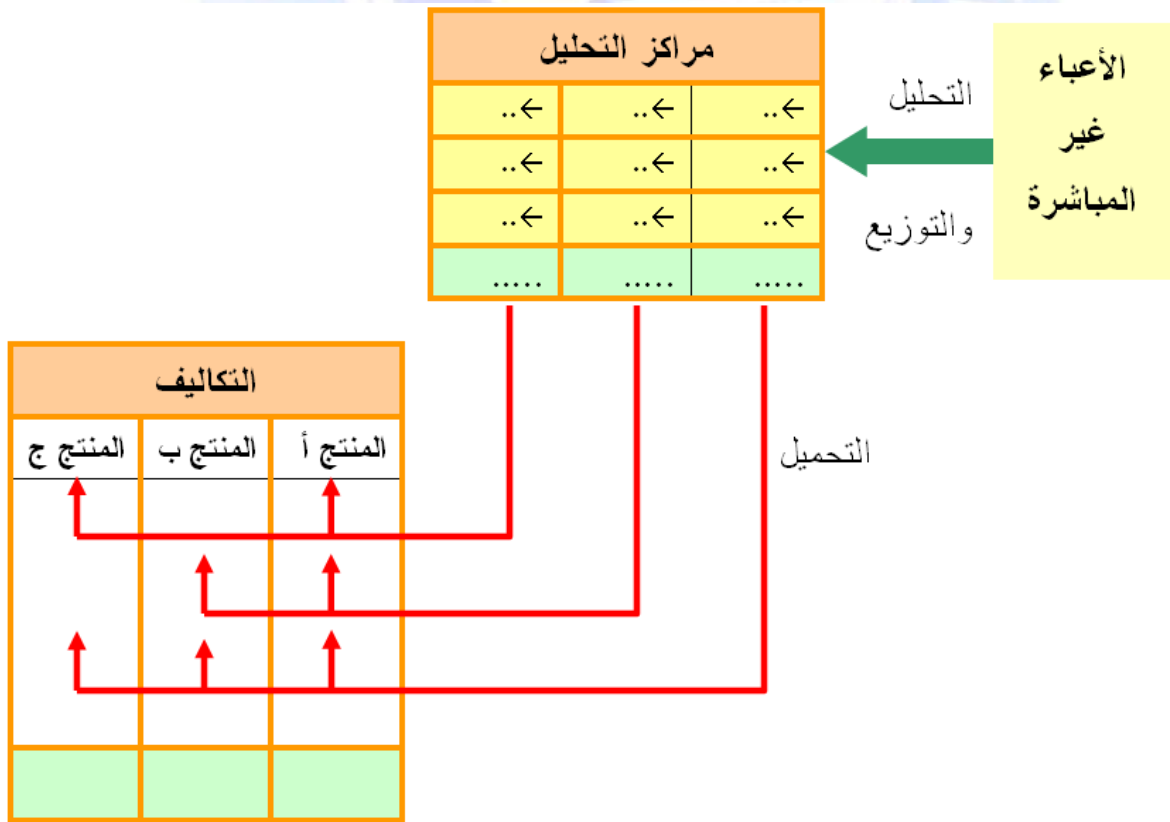 الأعباء
غير
المباشرة
التحليل
والتوزيع
مراكز التحليل
←.. ←.. ←..
←.. ←.. ←..
←.. ←.. ←..
..... ..... .....
التحميل
التكاليف
المنتج أ المنتج ب المنتج ج